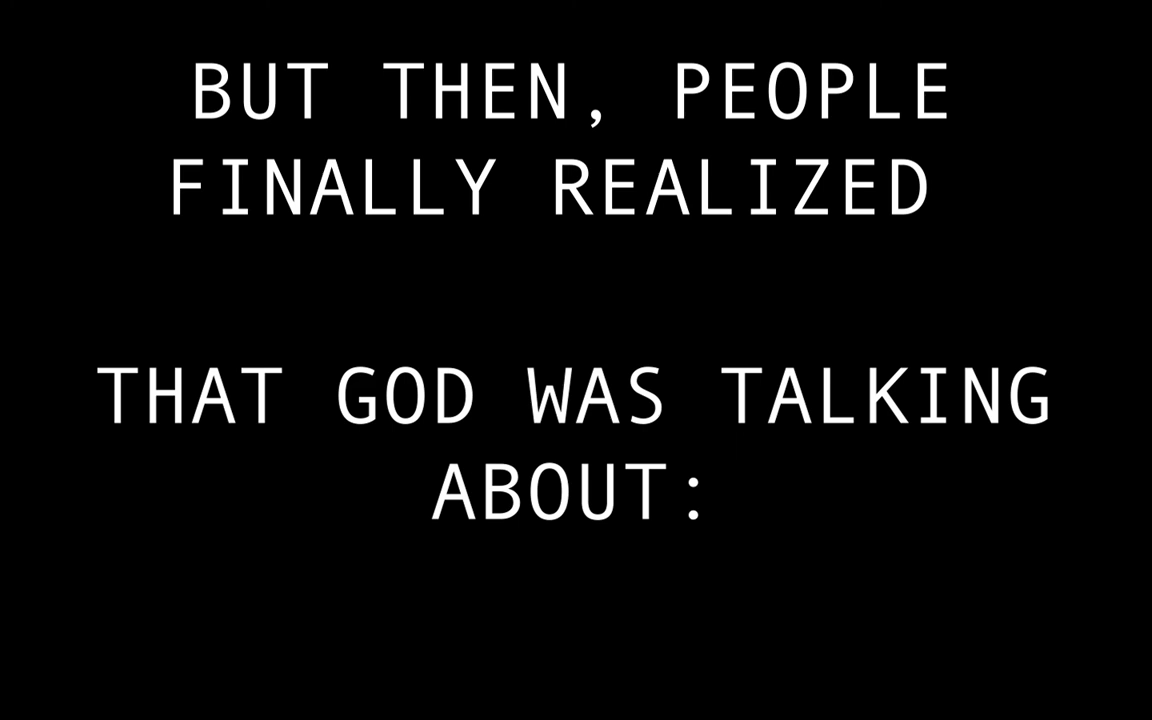 BUT THEN, PEOPLE
FINALLY REALIZED
THAT GOD WAS TALKING
ABOUT: